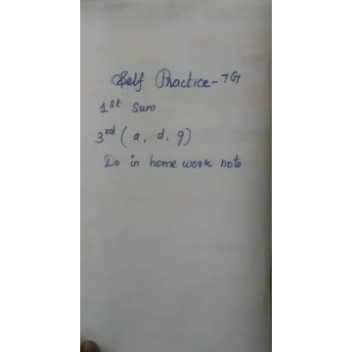 Self Practice - 7G
1st Sum
3rd (a, d, g)
Do in home work note